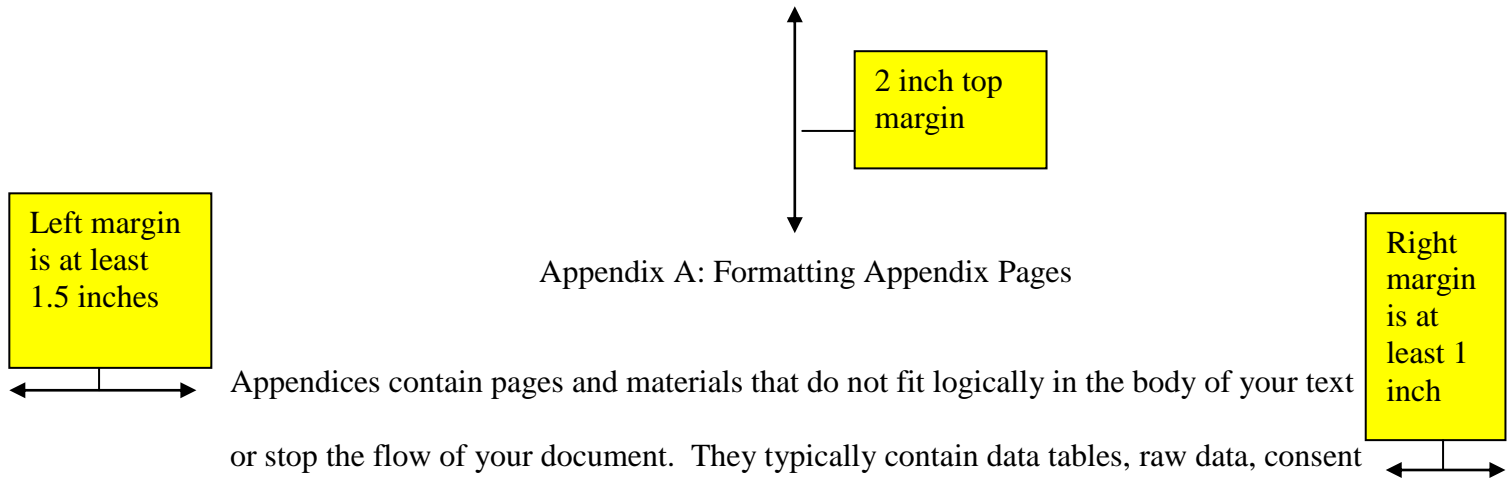 2 inch top
margin
Left margin
is at least
1.5 inches
Right
margin
is at
least 1
inch
Appendix A: Formatting Appendix Pages
Appendices contain pages and materials that do not fit logically in the body of your text
or stop the flow of your document.  They typically contain data tables, raw data, consent